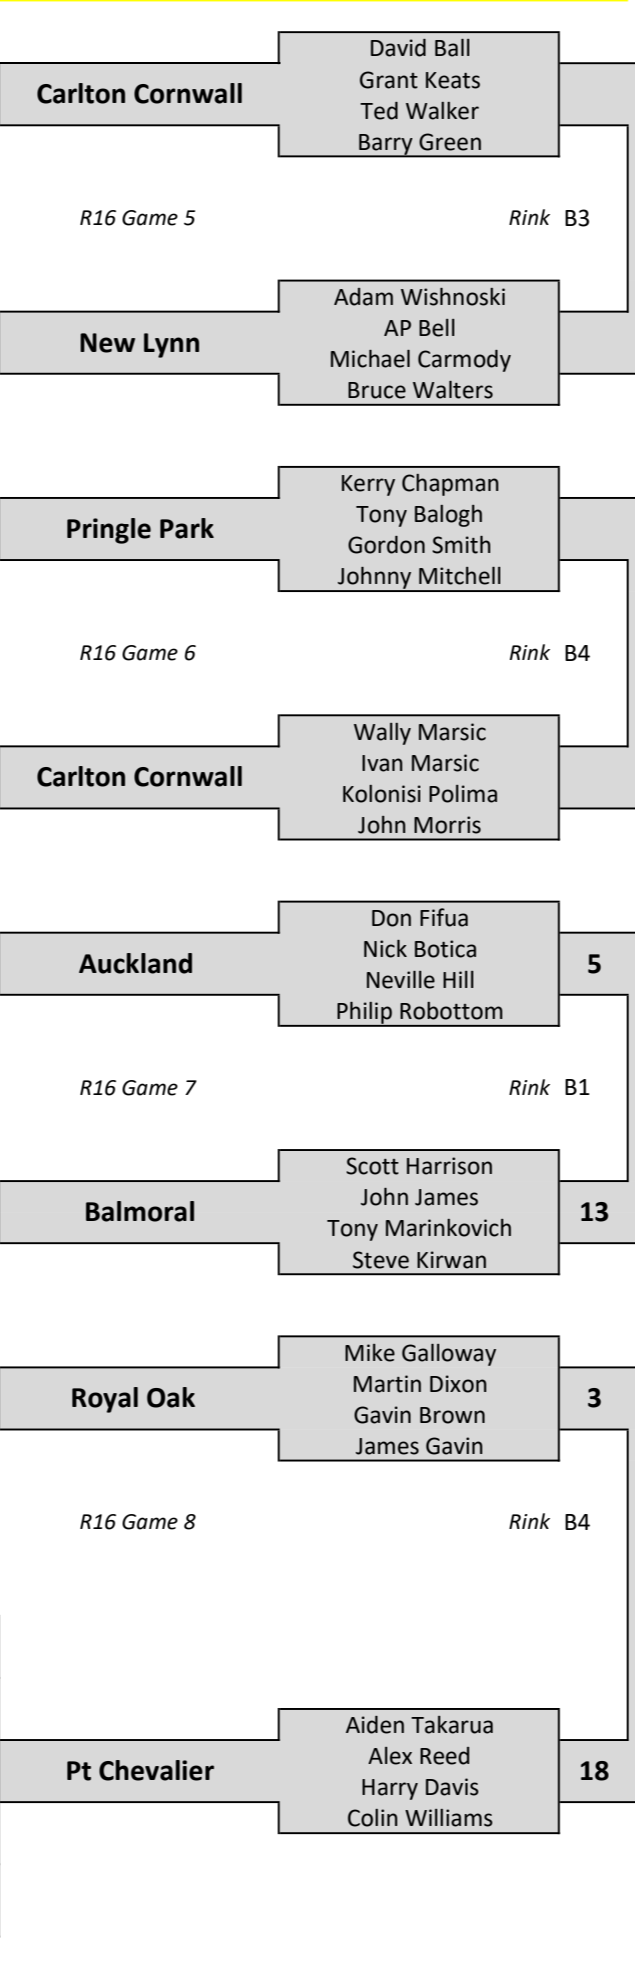 David Ball
Carlton Cornwall
Grant Keats
Ted Walker
Barry Green
R16 Game 5 Rink B3
Adam Wishnoski
New Lynn
AP Bell
Michael Carmody
Bruce Walters
Kerry Chapman
Pringle Park
Tony Balogh
Gordon Smith
Johnny Mitchell
R16 Game 6 Rink B4
Wally Marsic
Carlton Cornwall
Ivan Marsic
Kolonisi Polima
John Morris
Don Fifua
Auckland
Nick Botica
5
Neville Hill
Philip Robottom
R16 Game 7 Rink B1
Scott Harrison
Balmoral
John James
13
Tony Marinkovich
Steve Kirwan
Mike Galloway
Royal Oak
Martin Dixon
3
Gavin Brown
James Gavin
R16 Game 8 Rink B4
Aiden Takarua
Pt Chevalier
Alex Reed
18
Harry Davis
Colin Williams